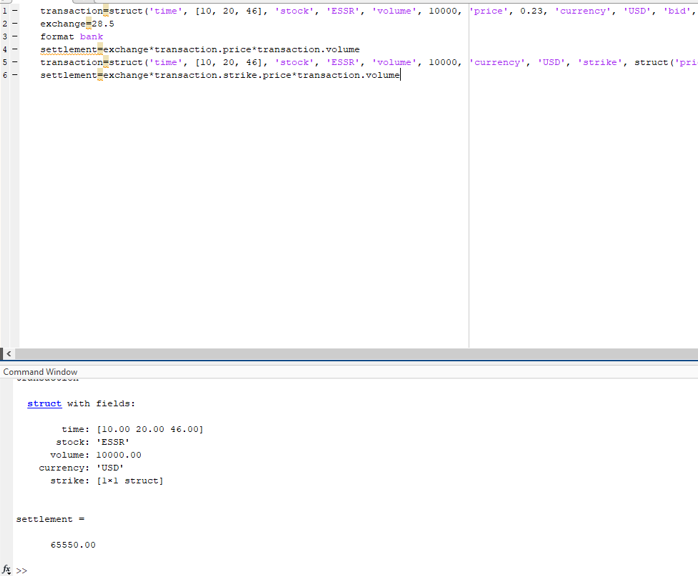 1 - transaction=struct('time', [10, 20, 46], 'stock', 'ESSR', 'volume', 10000, 'price', 0.23, 'currency', 'USD', 'bid',
2 - exchange=28.5
3 - format bank
4 - settlement=exchange*transaction.price*transaction.volume
5 - transaction=struct('time', [10, 20, 46], 'stock', 'ESSR', 'volume', 10000, 'currency', 'USD', 'strike', struct('pri
6 - settlement=exchange*transaction.strike.price*transaction.volume
Command Window
transaction
struct with fields:
time: [10.00 20.00 46.00]
stock: 'ESSR'
volume: 10000.00
currency: 'USD'
strike: [1×1 struct]
settlement =
65550.00
fx >>